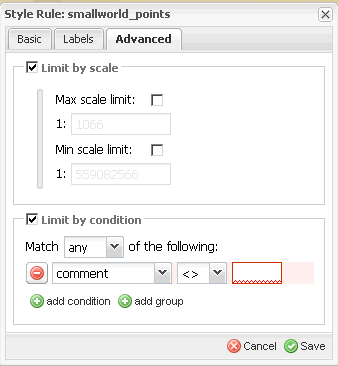 Style Rule: smallworld_points
Basic Labels Advanced
Limit by scale
Max scale limit:
1: 1066
Min scale limit:
1: 559082566
Limit by condition
Match any of the following:
comment <>
add condition add group
Cancel Save